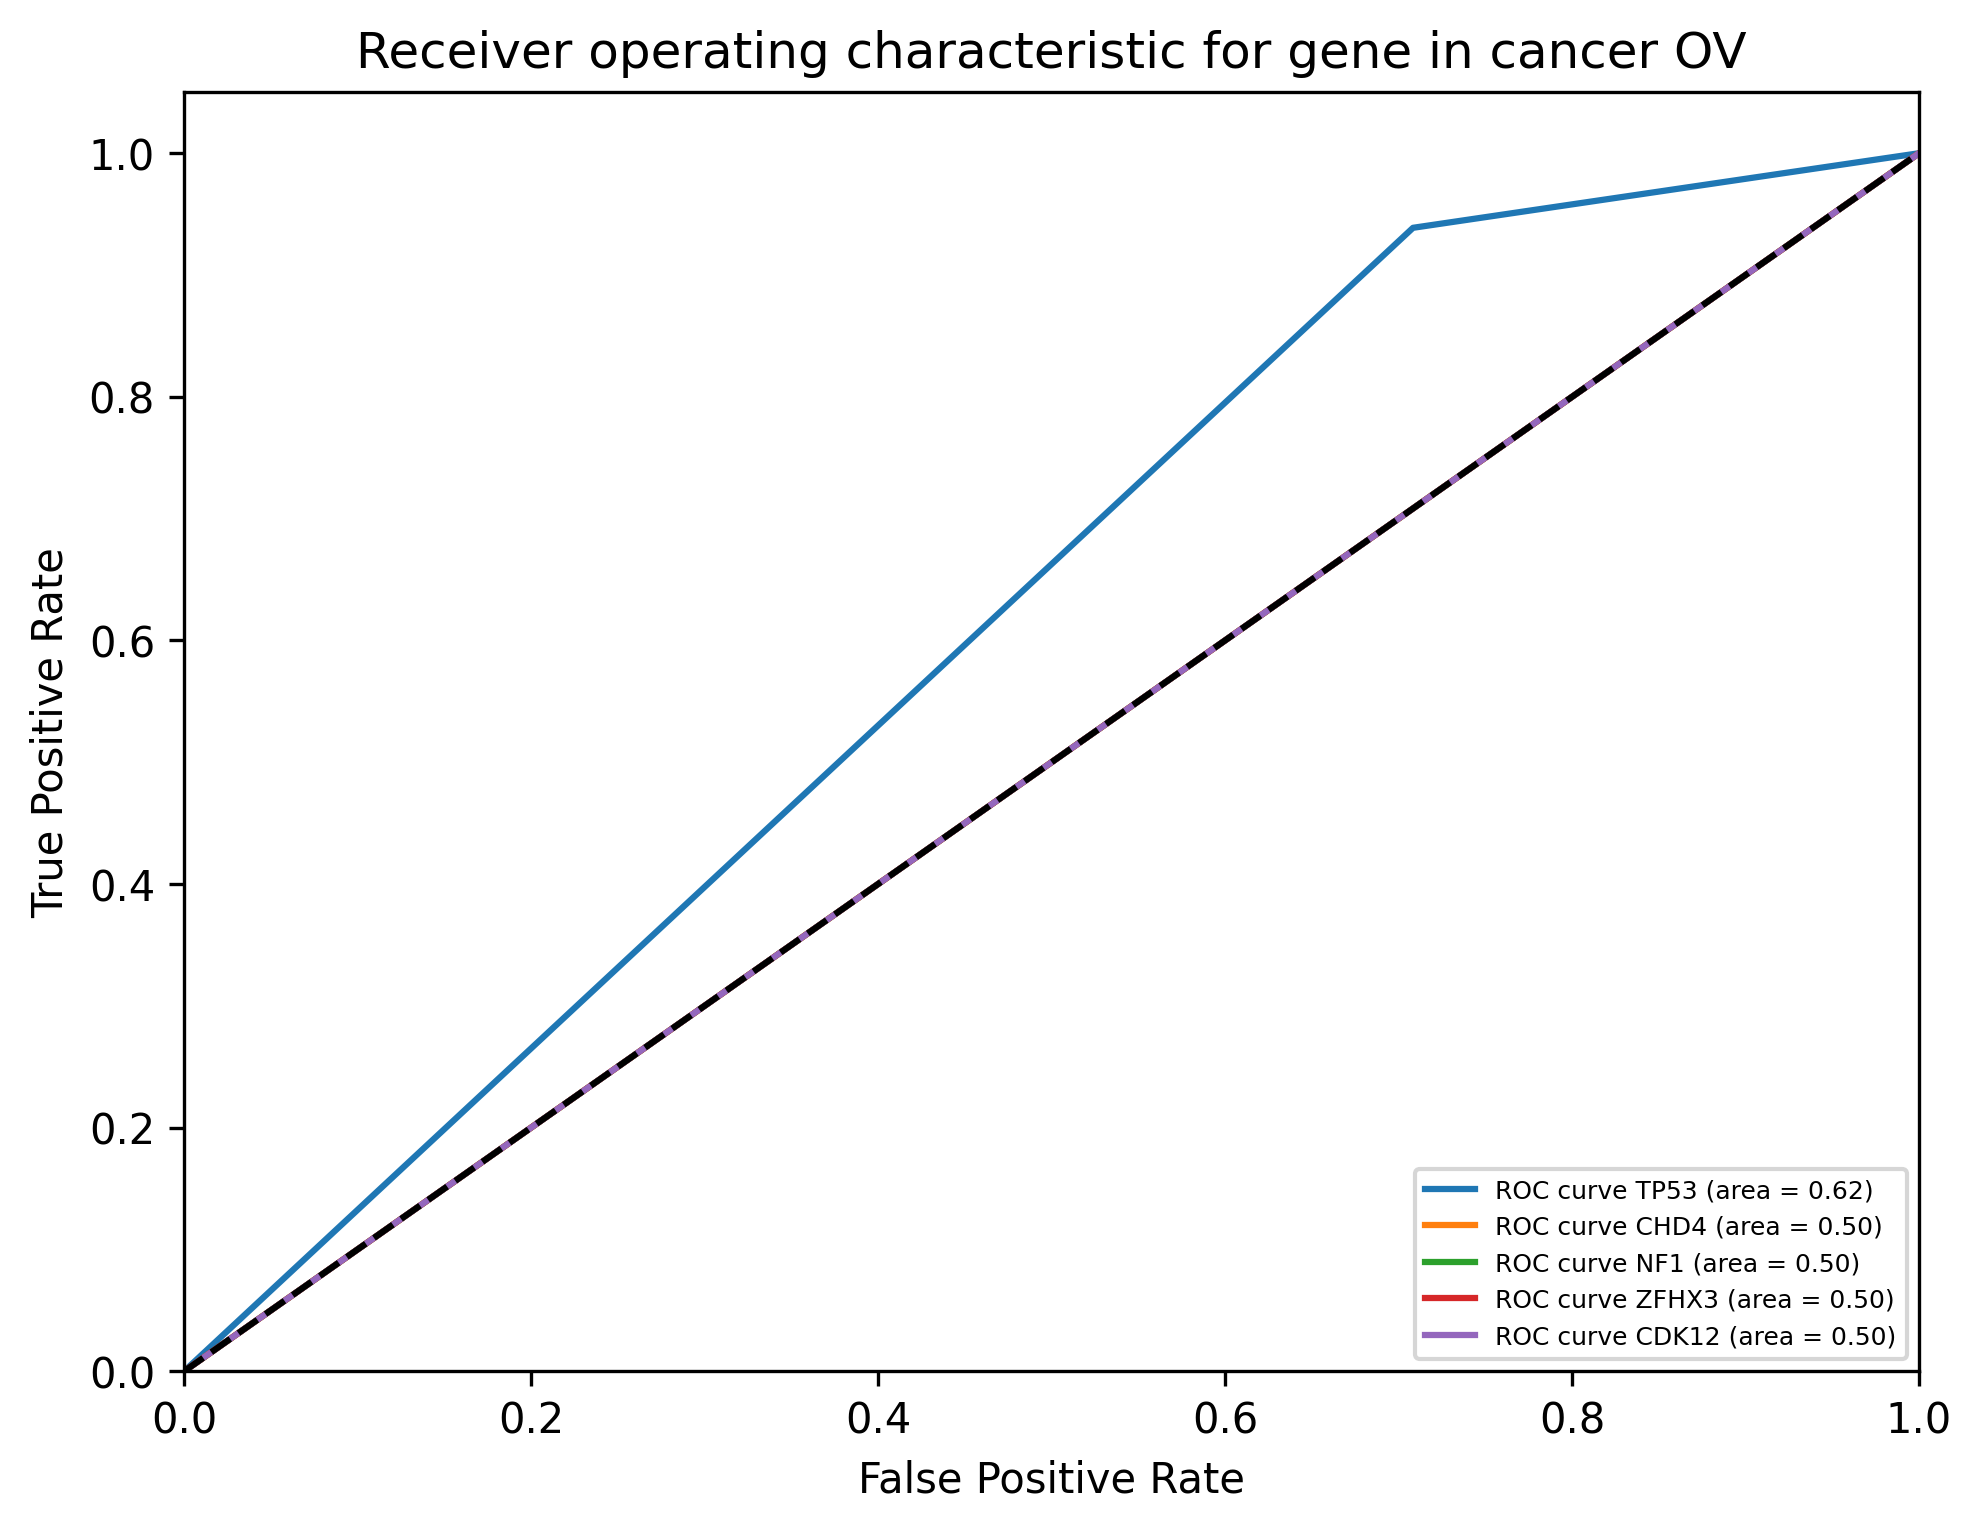 Receiver operating characteristic for gene in cancer OV
1.0
0.8
0.6
0.4
0.2
0.0
True Positive Rate
ROC curve TP53 (area = 0.62)
ROC curve CHD4 (area = 0.50)
ROC curve NF1 (area = 0.50)
ROC curve ZFHX3 (area = 0.50)
ROC curve CDK12 (area = 0.50)
0.0 0.2 0.4 0.6 0.8 1.0
False Positive Rate